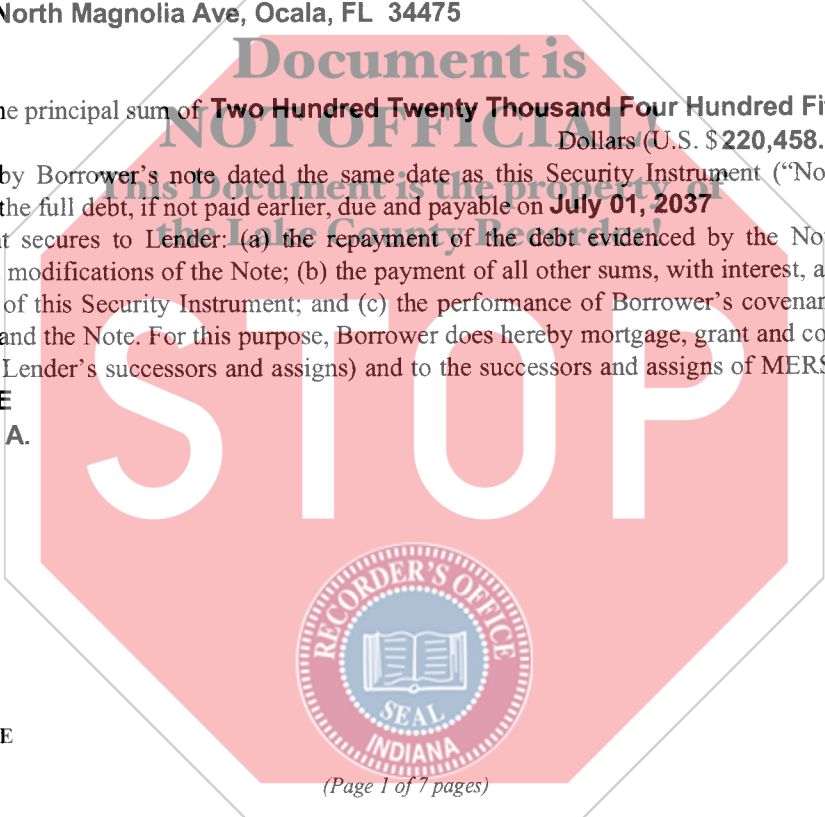 North Magnolia Ave, Ocala, FL 34475
Document is
ne principal sum of Two Hundred Twenty Thousand Four Hundred Fi
NOT OFFICIAL!
Dollars (U.S. $220,458.
by Borrower's note dated the same date as this Security Instrument (“No
This Document is the property of
the full debt, if not paid earlier, due and payable on July 01, 2037
the Lake County Recorder!
t secures to Lender: (a) the repayment of the debt evidenced by the No
modifications of the Note; (b) the payment of all other sums, with interest, a
of this Security Instrument; and (c) the performance of Borrower's covenan
and the Note. For this purpose, Borrower does hereby mortgage, grant and co
Lender's successors and assigns) and to the successors and assigns of MERS
E
A.
STOP
RECORDER'S OFFICE
SEAL
INDIANA
E
(Page 1 of 7 pages)